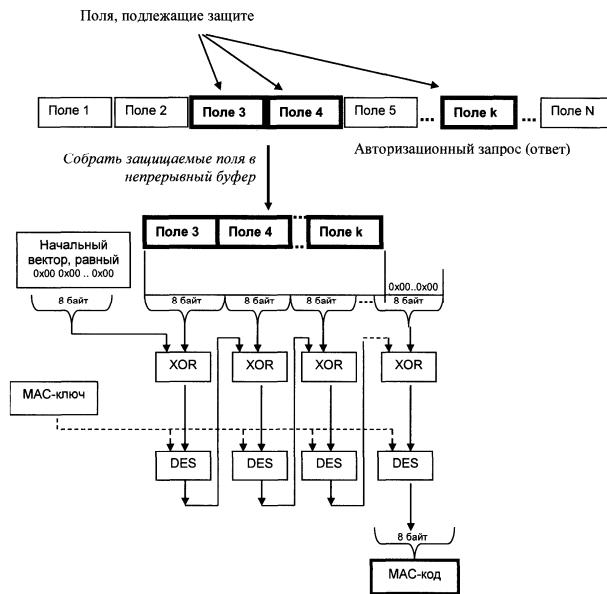 Поля, подлежащие защите
Поле 1 Поле 2 Поле 3 Поле 4 Поле 5 ... Поле k ... Поле N
Авторизационный запрос (ответ)
Собрать защищаемые поля в
непрерывный буфер
Поле 3 Поле 4 Поле k
Начальный
вектор, равный
0x00 0x00 .. 0x00
0x00..0x00
8 байт 8 байт 8 байт 8 байт 8 байт
XOR XOR XOR XOR
MAC-ключ
DES DES DES DES
8 байт
MAC-код